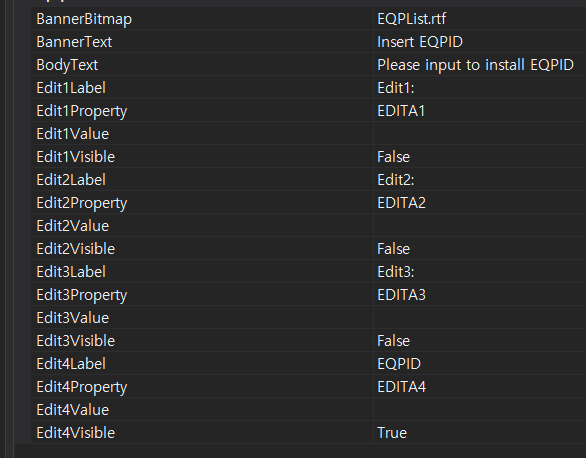 BannerBitmap EQPList.rtf
BannerText Insert EQPID
BodyText Please input to install EQPID
Edit1Label Edit1:
Edit1Property EDITA1
Edit1Value
Edit1Visible False
Edit2Label Edit2:
Edit2Property EDITA2
Edit2Value
Edit2Visible False
Edit3Label Edit3:
Edit3Property EDITA3
Edit3Value
Edit3Visible False
Edit4Label EQPID
Edit4Property EDITA4
Edit4Value
Edit4Visible True